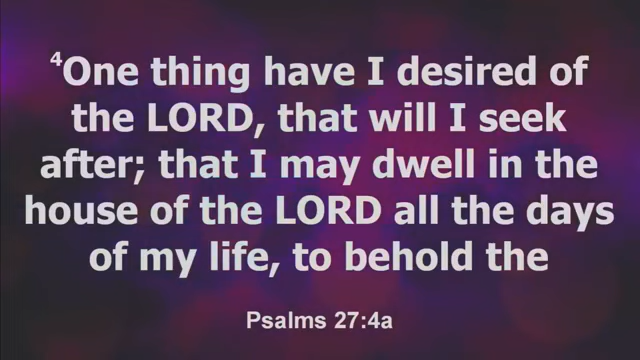 ⁴One thing have I desired of
the LORD, that will I seek
after; that I may dwell in the
house of the LORD all the days
of my life, to behold the
Psalms 27:4a